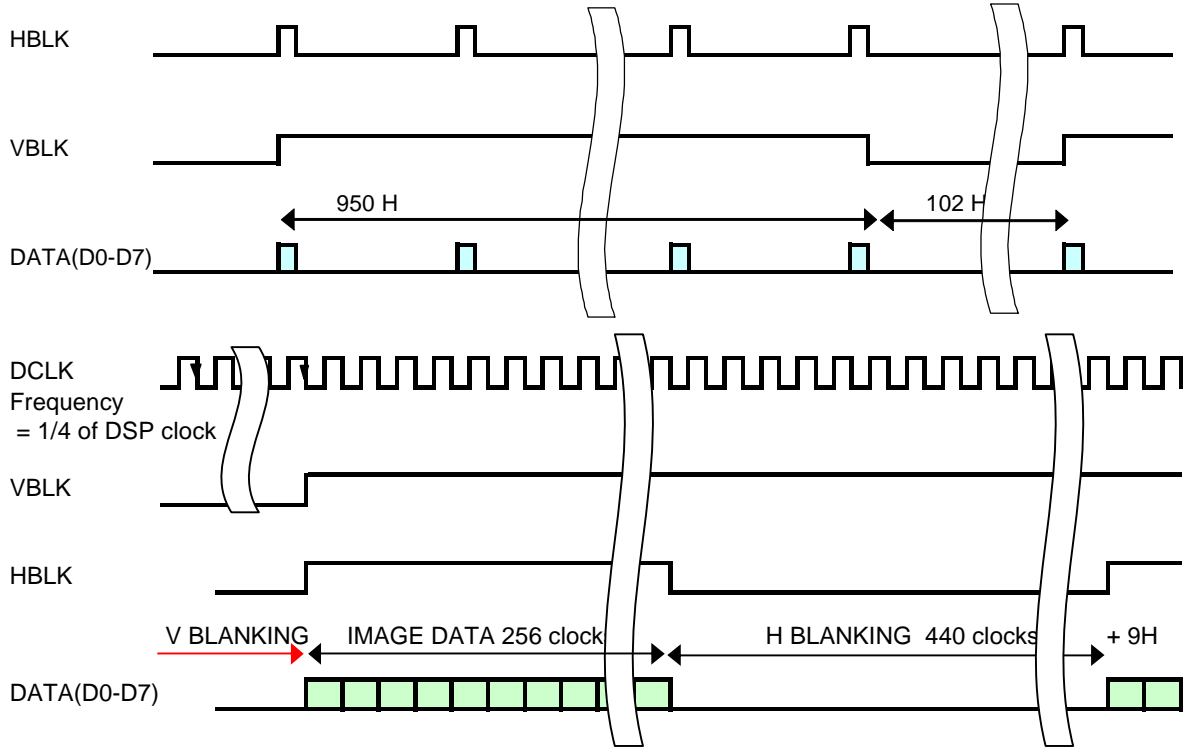 HBLK
VBLK
950 H
102 H
DATA(D0-D7)
DCLK
Frequency
= 1/4 of DSP clock
VBLK
HBLK
V BLANKING
IMAGE DATA 256 clock
H BLANKING 440 clocks
+ 9H
DATA(D0-D7)